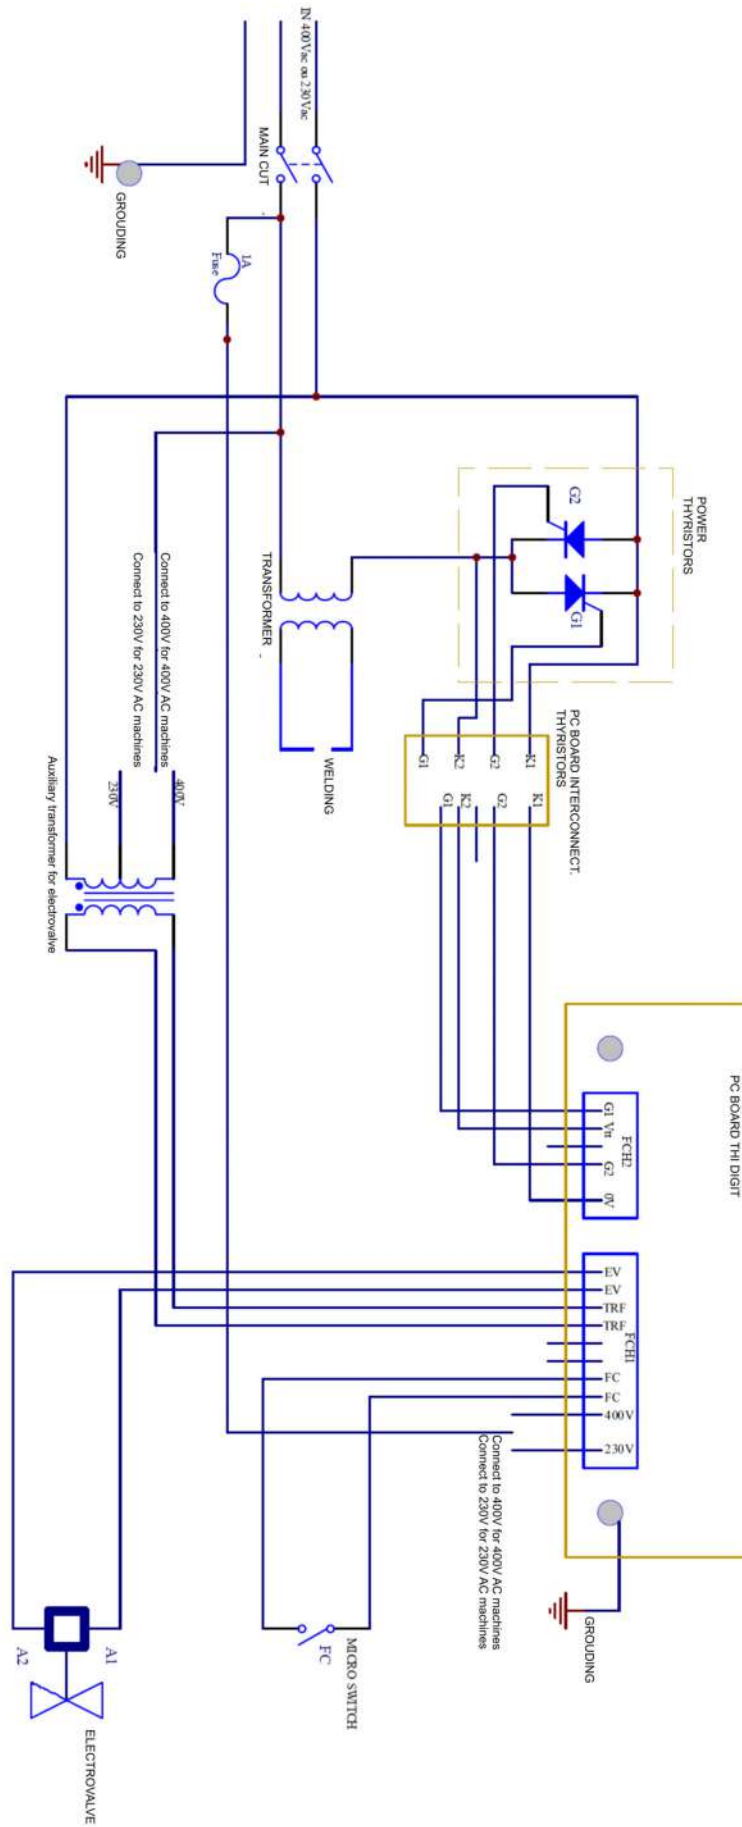 IN 400Vac ou 230Vac
MAIN CUT
GROUDING
1A
Fuse
POWER
THYRISTORS
G2
G1
TRANSFORMER
WELDING
Connect to 400V for 400V AC machines
Connect to 230V for 230V AC machines
400V
230V
Auxiliary transformer for electrovalve
PC BOARD INTERCONNECT.
THYRISTORS
K1
G2
K2
G1
K1
G2
K2
G1
PC BOARD THI DIGIT
FCH2
G1
Vtt
G2
0V
FCH1
EV
EV
TRF
TRF
FC
FC
400V
230V
Connect to 400V for 400V AC machines
Connect to 230V for 230V AC machines
GROUDING
MICRO SWITCH
FC
A1
A2
ELECTROVALVE